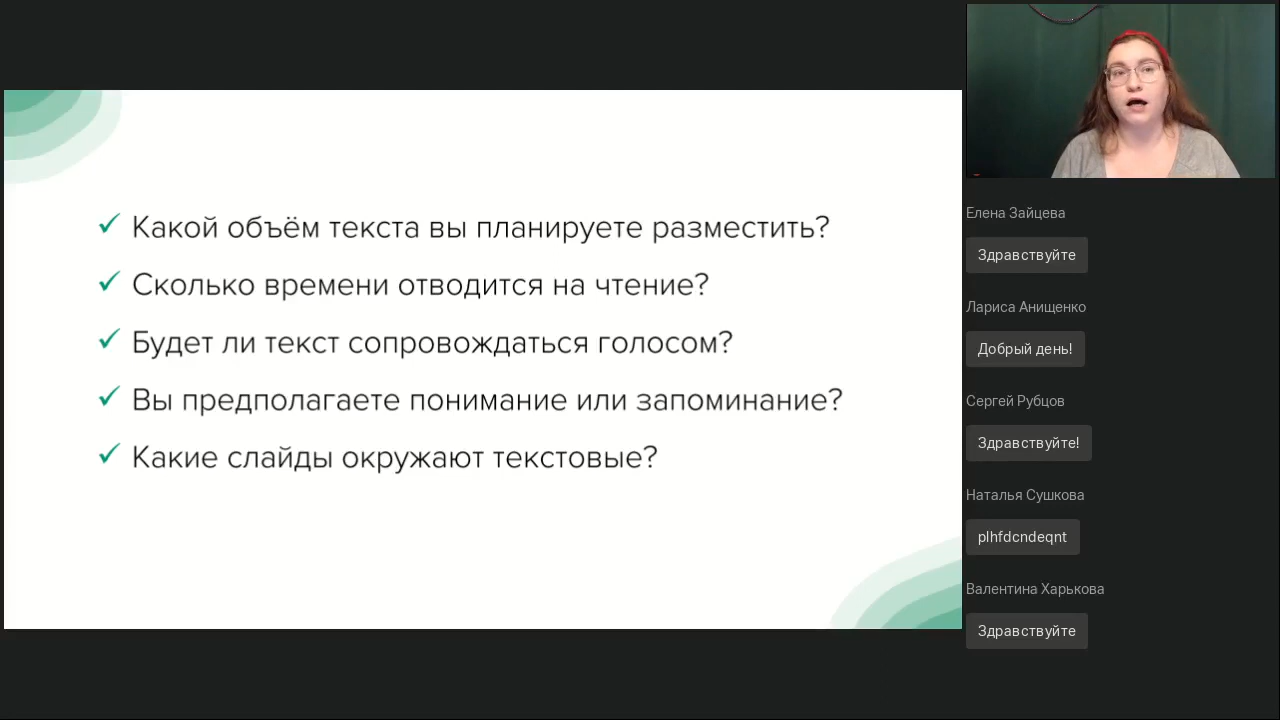 Какой объём текста вы планируете разместить?
Сколько времени отводится на чтение?
Будет ли текст сопровождаться голосом?
Вы предполагаете понимание или запоминание?
Какие слайды окружают текстовые?
Елена Зайцева
Здравствуйте
Лариса Анищенко
Добрый день!
Сергей Рубцов
Здравствуйте!
Наталья Сушкова
plhfdcndeqnt
Валентина Харькова
Здравствуйте